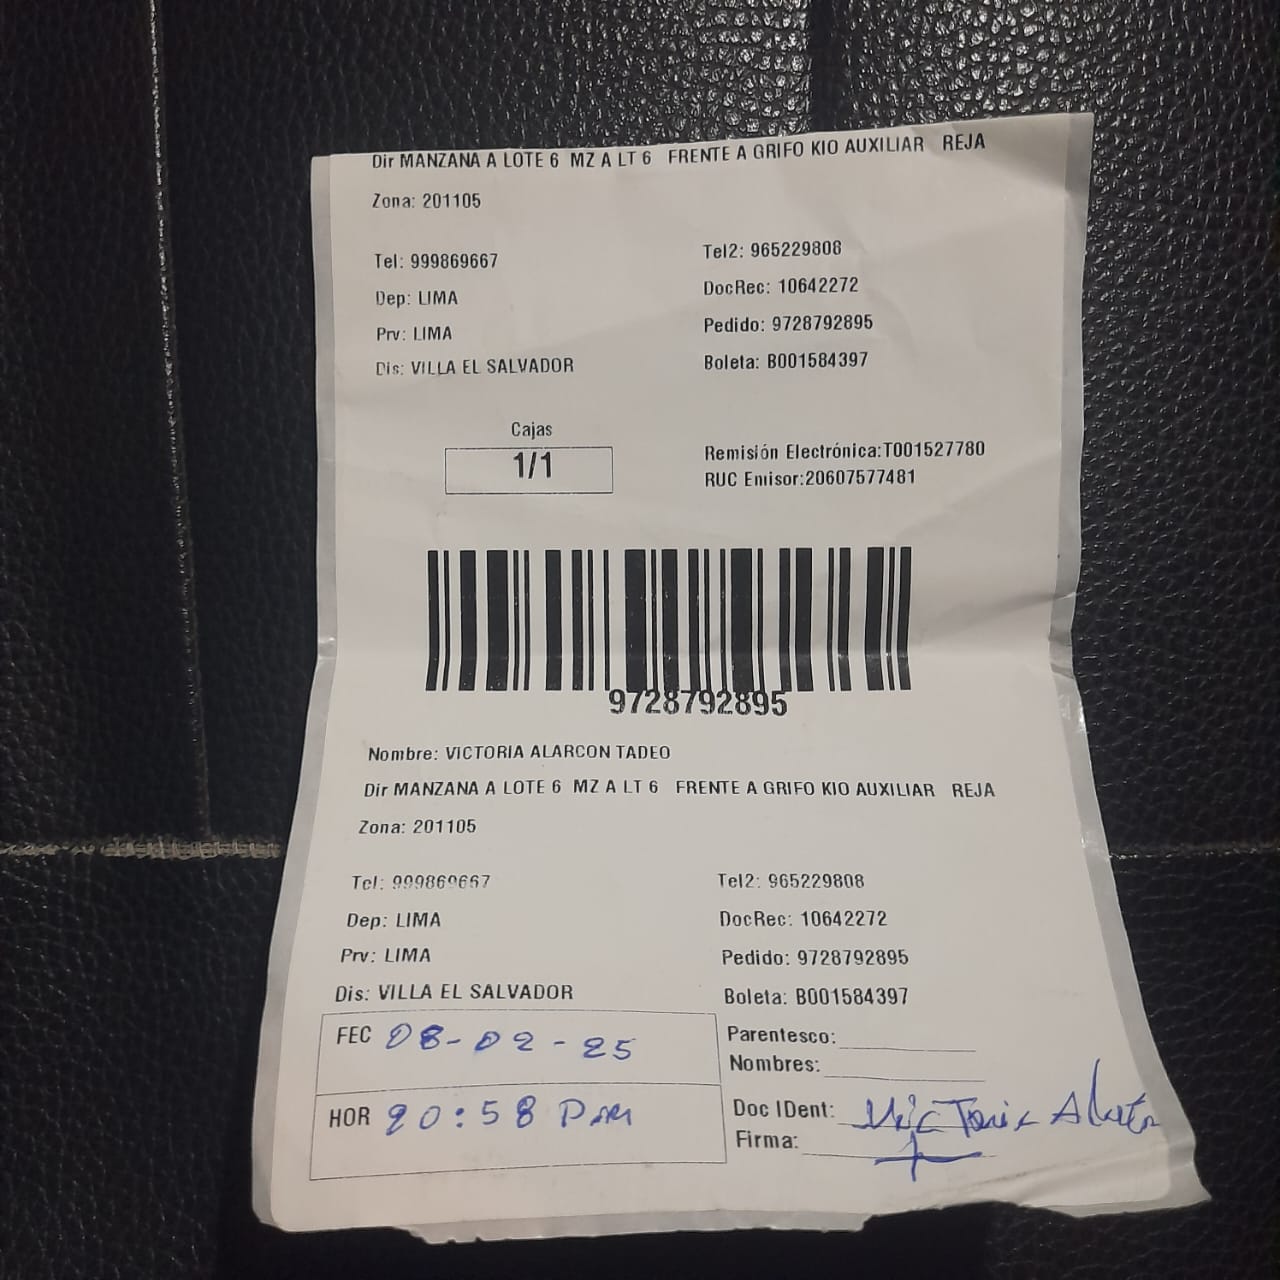 Dir MANZANA A LOTE 6 MZ A LT 6 FRENTE A GRIFO KIO AUXILIAR REJA
Zona: 201105
Tel: 999869667 Tel2: 965229808
Dep: LIMA DocRec: 10642272
Prv: LIMA Pedido: 9728792895
Dis: VILLA EL SALVADOR Boleta: B001584397
Cajas
1/1
Remisión Electrónica:T001527780
RUC Emisor:20607577481
9728792895
Nombre: VICTORIA ALARCON TADEO
Dir MANZANA A LOTE 6 MZ A LT 6 FRENTE A GRIFO KIO AUXILIAR REJA
Zona: 201105
Tel: 999869667 Tel2: 965229808
Dep: LIMA DocRec: 10642272
Prv: LIMA Pedido: 9728792895
Dis: VILLA EL SALVADOR Boleta: B001584397
FEC 08-02-25 Parentesco:
Nombres:
HOR 20:58 PM Doc IDent: Victoria
Firma: